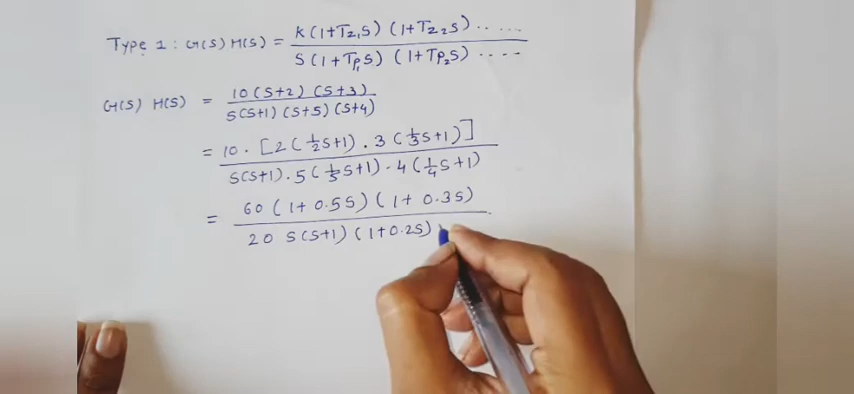 Type 1 : G(S) H(S) = K(1+Tz1S) (1+Tz2S) ......
S(1+Tp1S) (1+Tp2S) ....
G(S) H(S) = 10(S+2) (S+3)
S(S+1) (S+5) (S+4)
= 10 . [2(1/2S+1) . 3(1/3S+1)]
S(S+1) . 5(1/5S+1) . 4(1/4S+1)
= 60 (1+ 0.5S) (1+ 0.3S)
20 S(S+1) (1+0.2S)